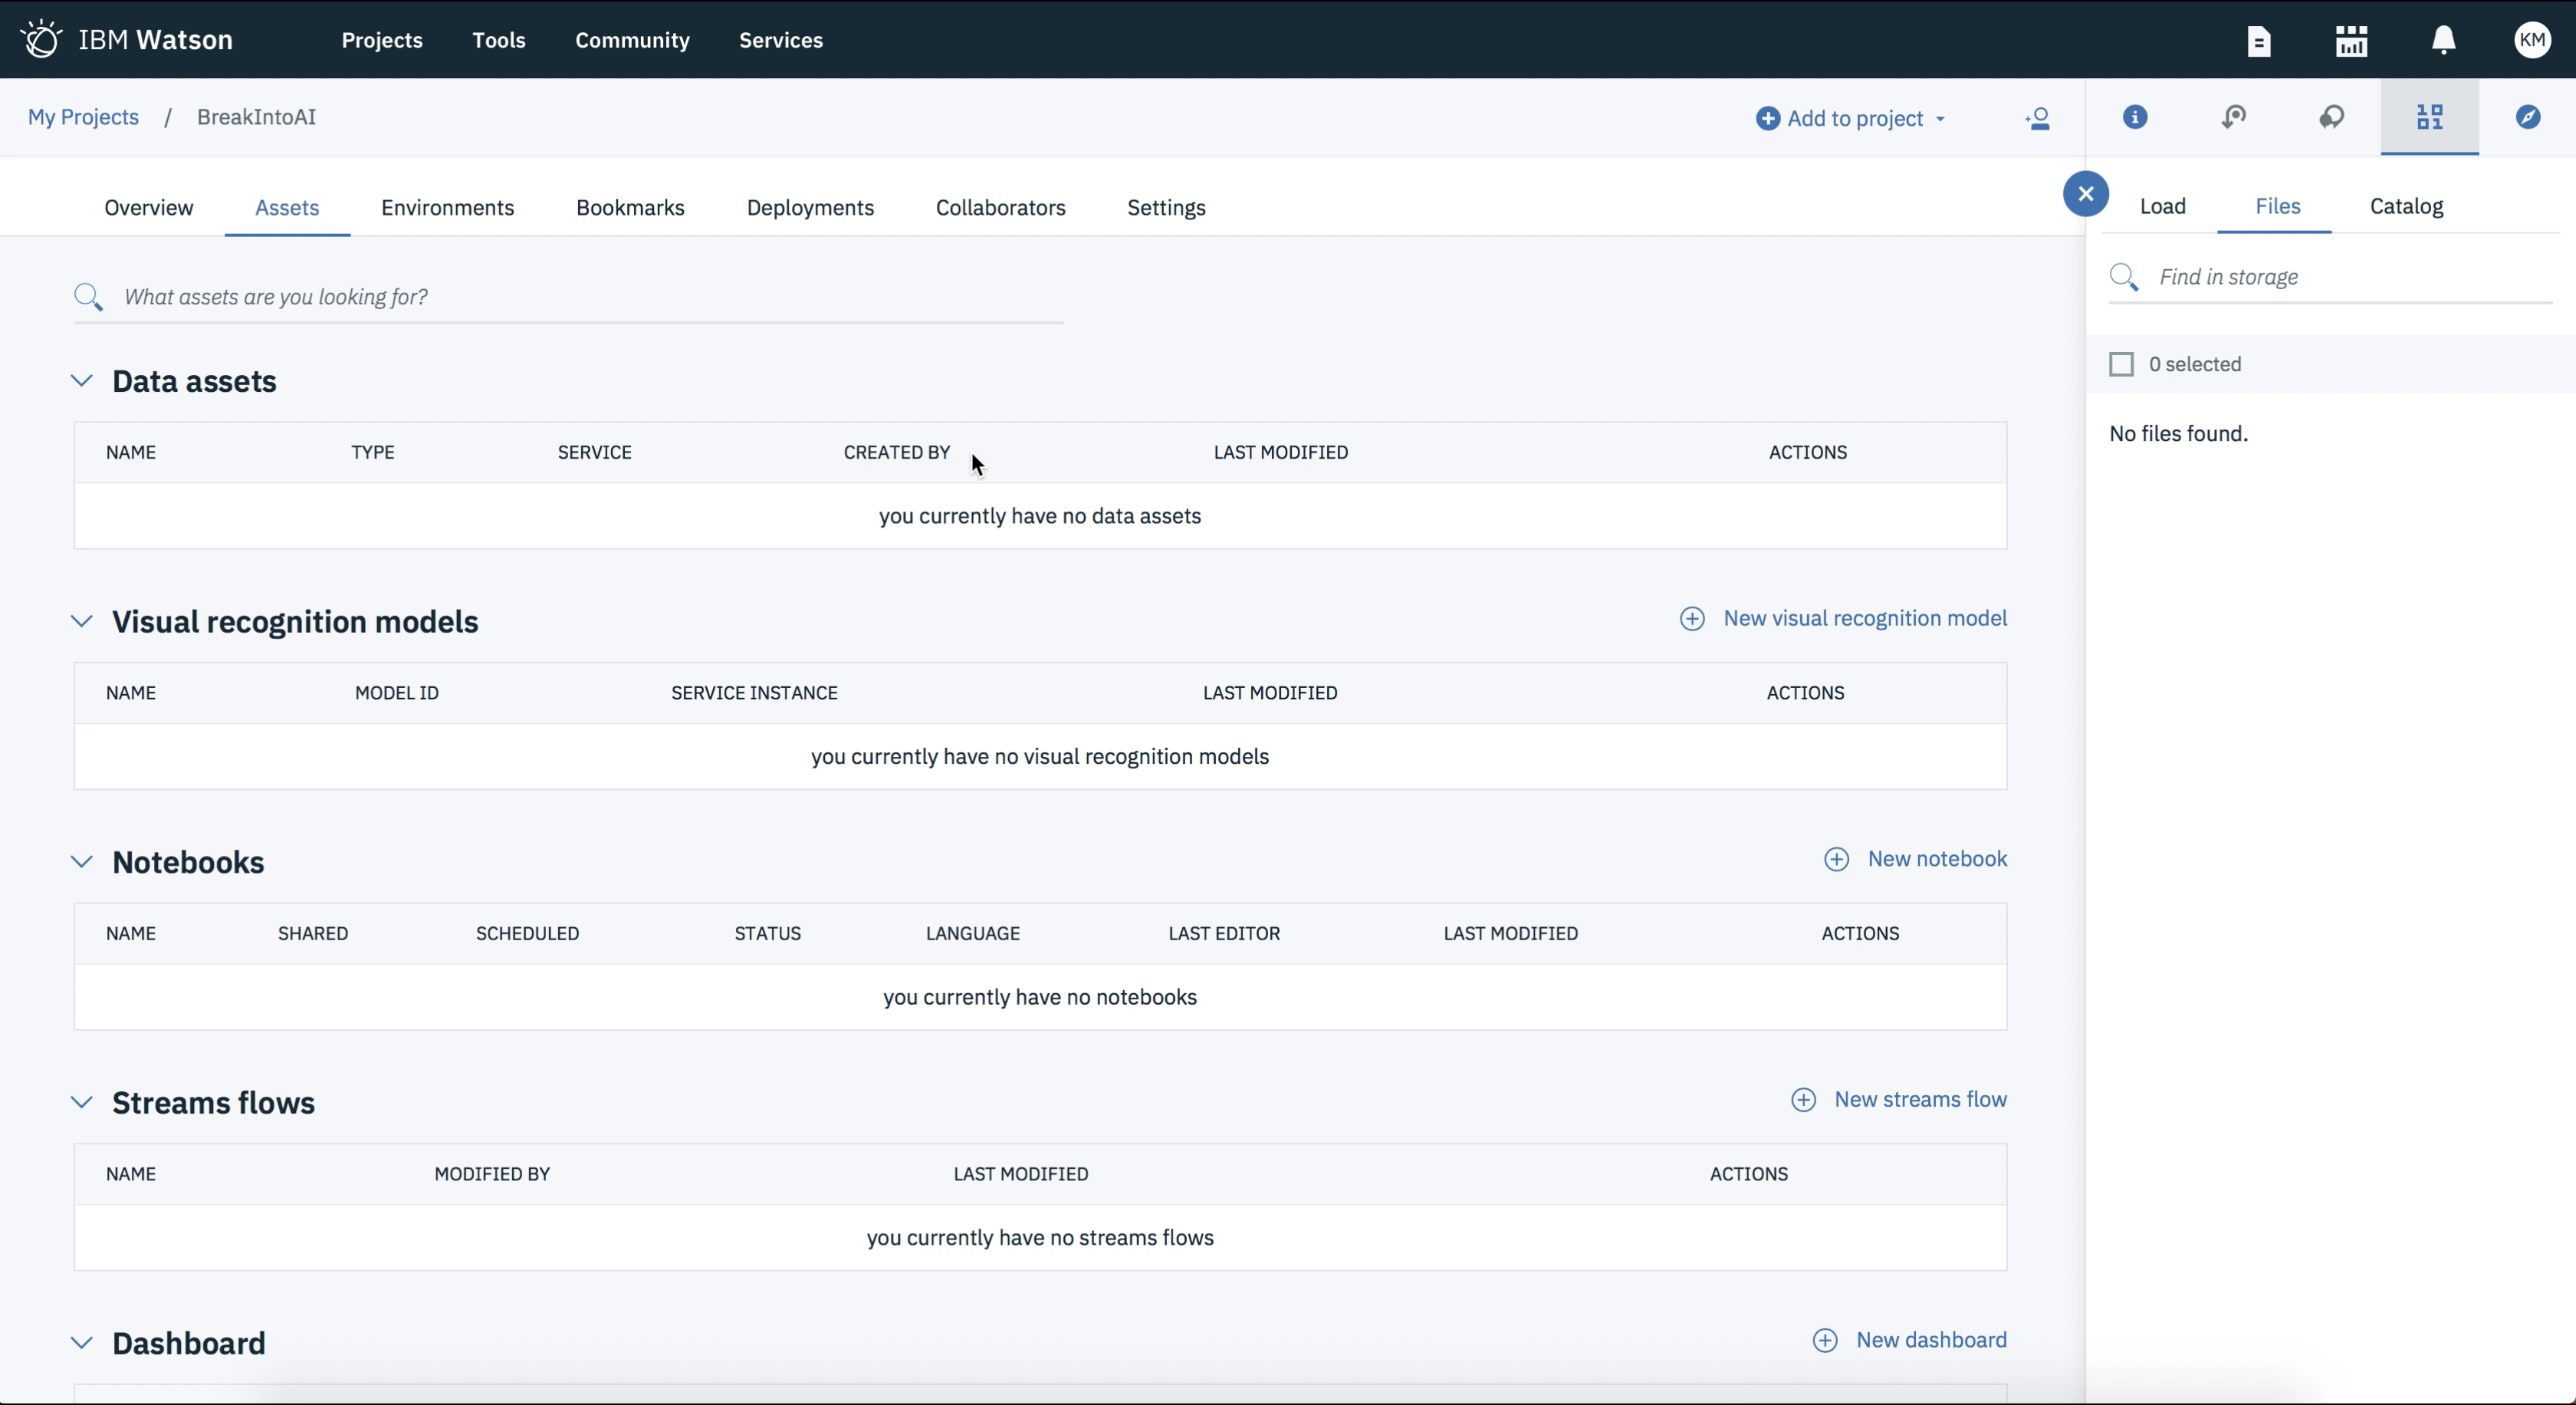 IBM Watson Projects Tools Community Services KM
My Projects / BreakIntoAI Add to project
Overview Assets Environments Bookmarks Deployments Collaborators Settings
Load Files Catalog
What assets are you looking for?
Find in storage
0 selected
No files found.
Data assets
NAME TYPE SERVICE CREATED BY LAST MODIFIED ACTIONS
you currently have no data assets
Visual recognition models New visual recognition model
NAME MODEL ID SERVICE INSTANCE LAST MODIFIED ACTIONS
you currently have no visual recognition models
Notebooks New notebook
NAME SHARED SCHEDULED STATUS LANGUAGE LAST EDITOR LAST MODIFIED ACTIONS
you currently have no notebooks
Streams flows New streams flow
NAME MODIFIED BY LAST MODIFIED ACTIONS
you currently have no streams flows
Dashboard New dashboard